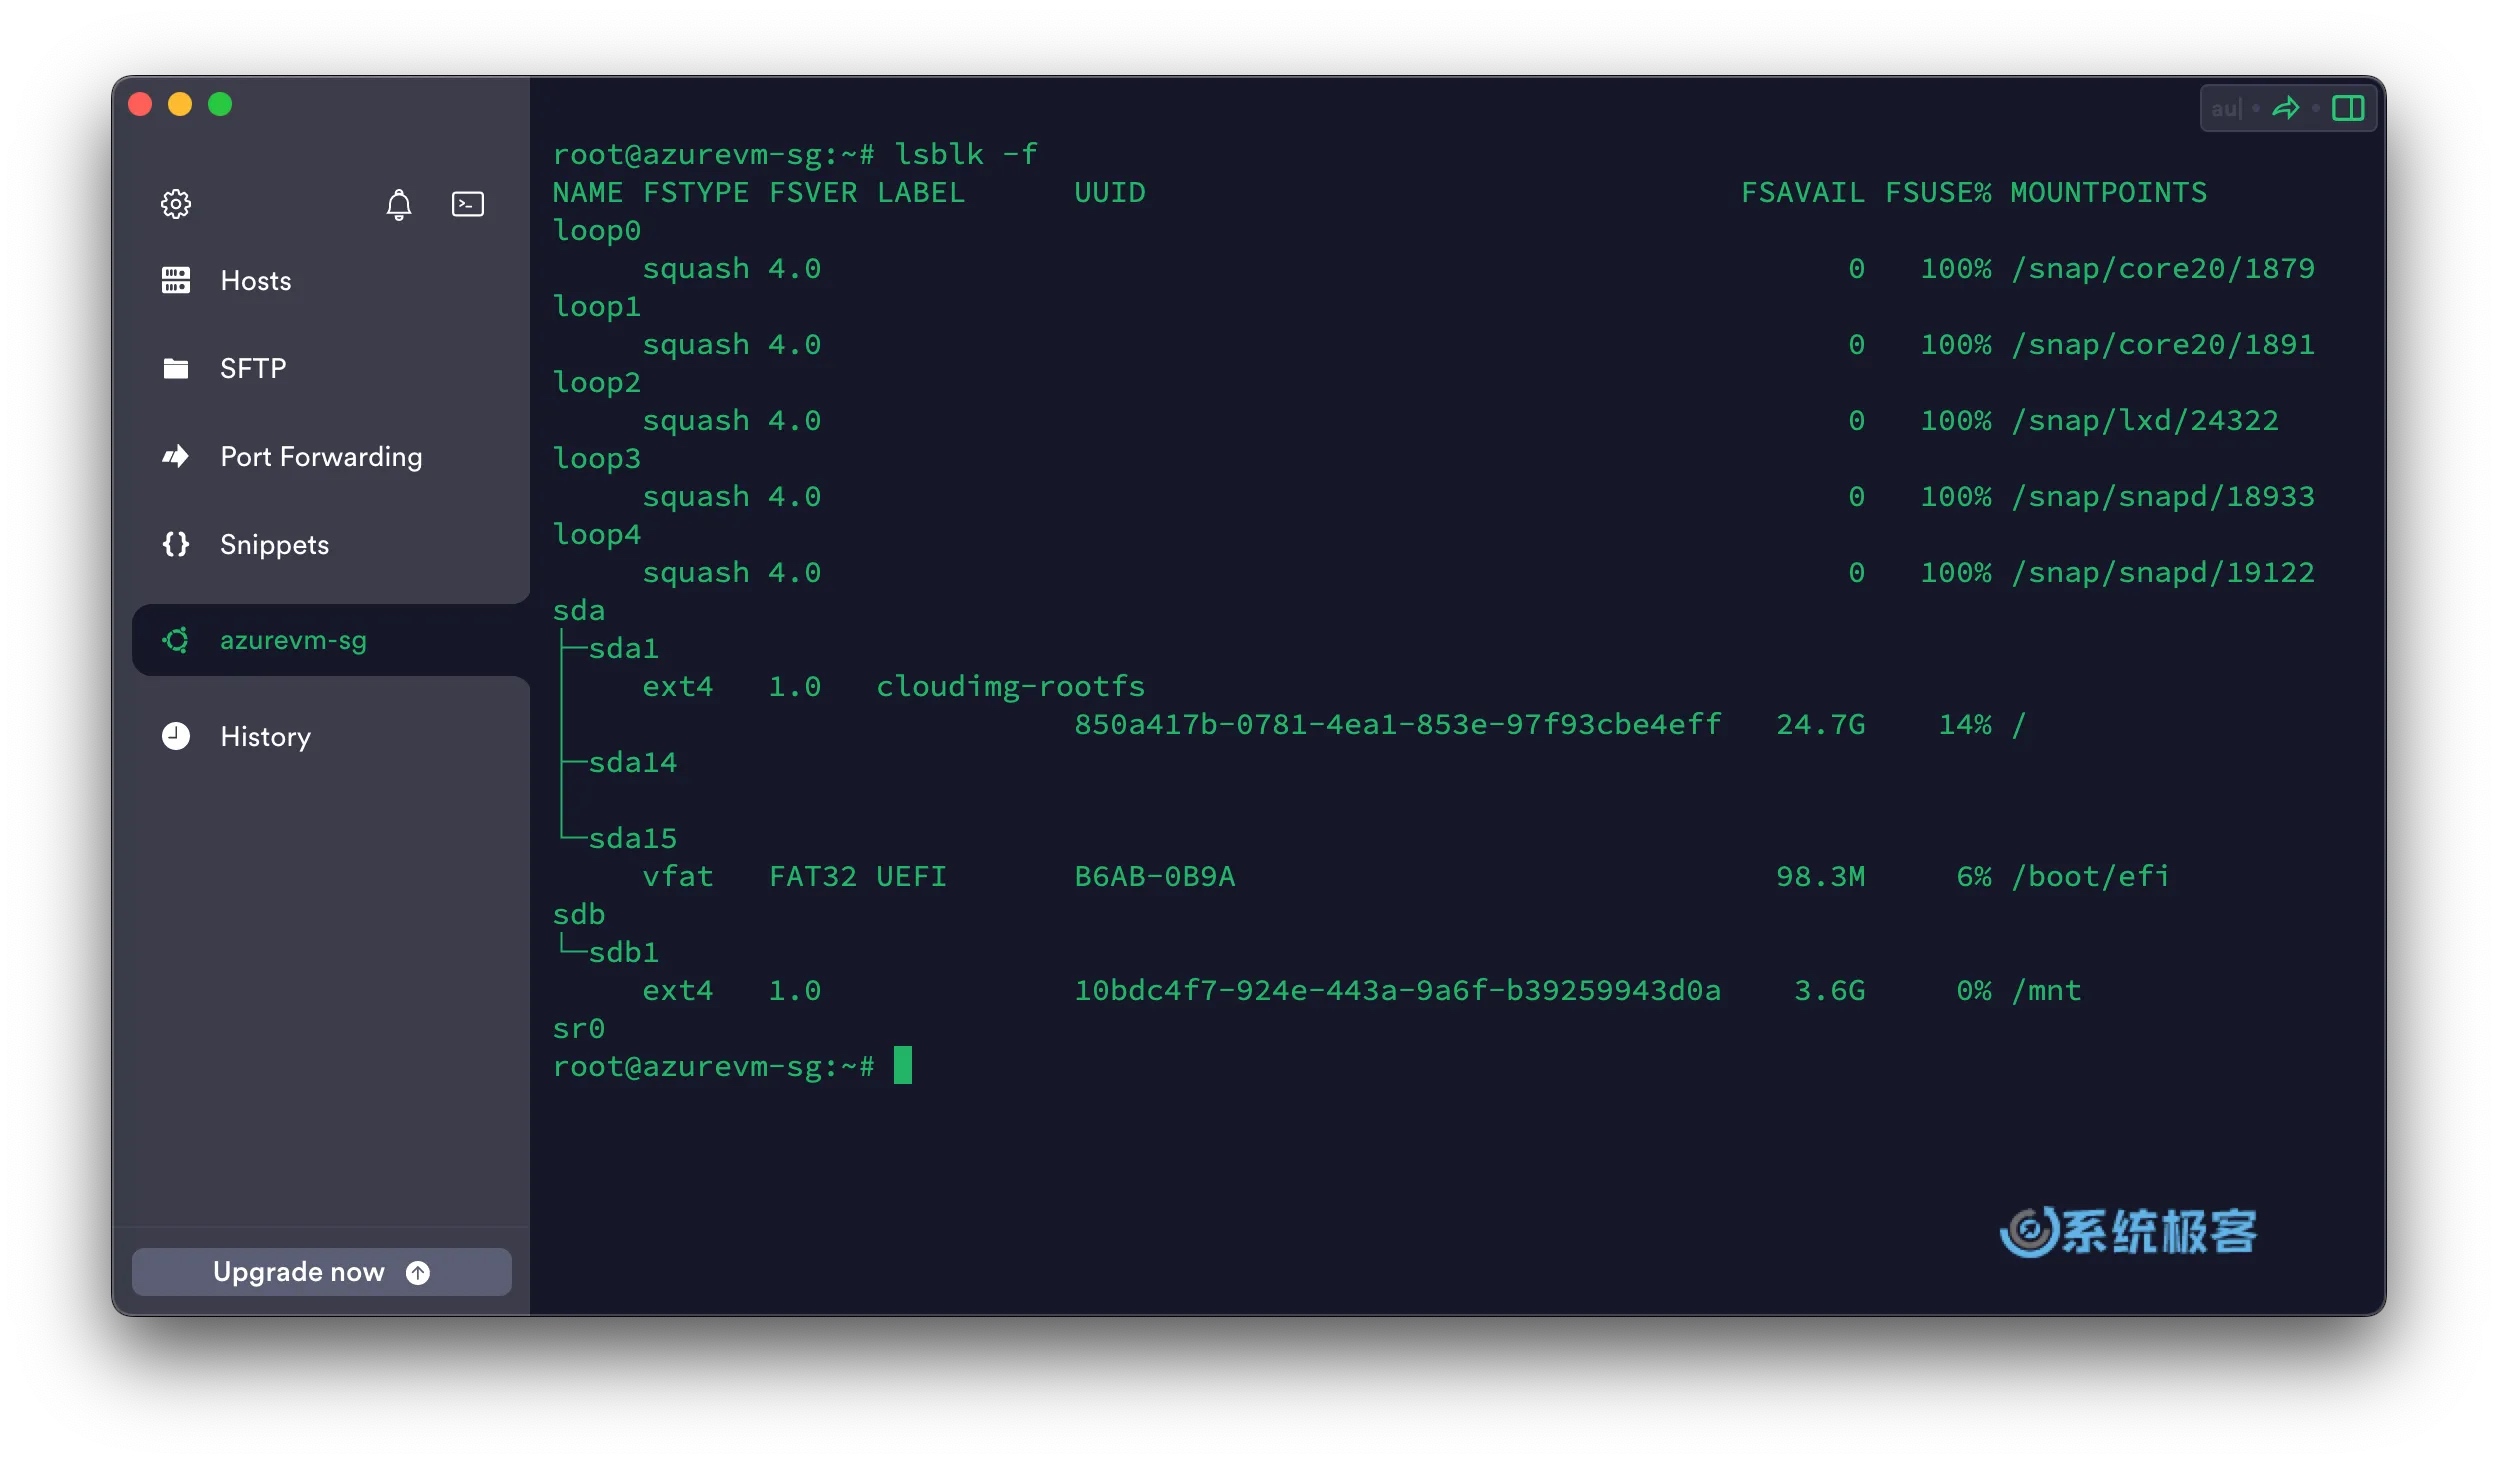 au
Hosts
SFTP
Port Forwarding
Snippets
azurevm-sg
History
Upgrade now
root@azurevm-sg:~# lsblk -f
NAME FSTYPE FSVER LABEL UUID FSAVAIL FSUSE% MOUNTPOINTS
loop0
squash 4.0 0 100% /snap/core20/1879
loop1
squash 4.0 0 100% /snap/core20/1891
loop2
squash 4.0 0 100% /snap/lxd/24322
loop3
squash 4.0 0 100% /snap/snapd/18933
loop4
squash 4.0 0 100% /snap/snapd/19122
sda
├─sda1
│ ext4 1.0 cloudimg-rootfs
│ 850a417b-0781-4ea1-853e-97f93cbe4eff 24.7G 14% /
├─sda14
│
└─sda15
vfat FAT32 UEFI B6AB-0B9A 98.3M 6% /boot/efi
sdb
└─sdb1
ext4 1.0 10bdc4f7-924e-443a-9a6f-b39259943d0a 3.6G 0% /mnt
sr0
root@azurevm-sg:~#
系统极客